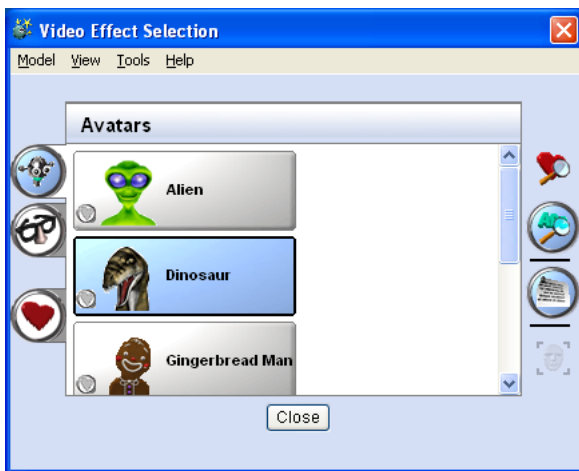 Video Effect Selection
Model View Tools Help
Avatars
Alien
Dinosaur
Gingerbread Man
Close